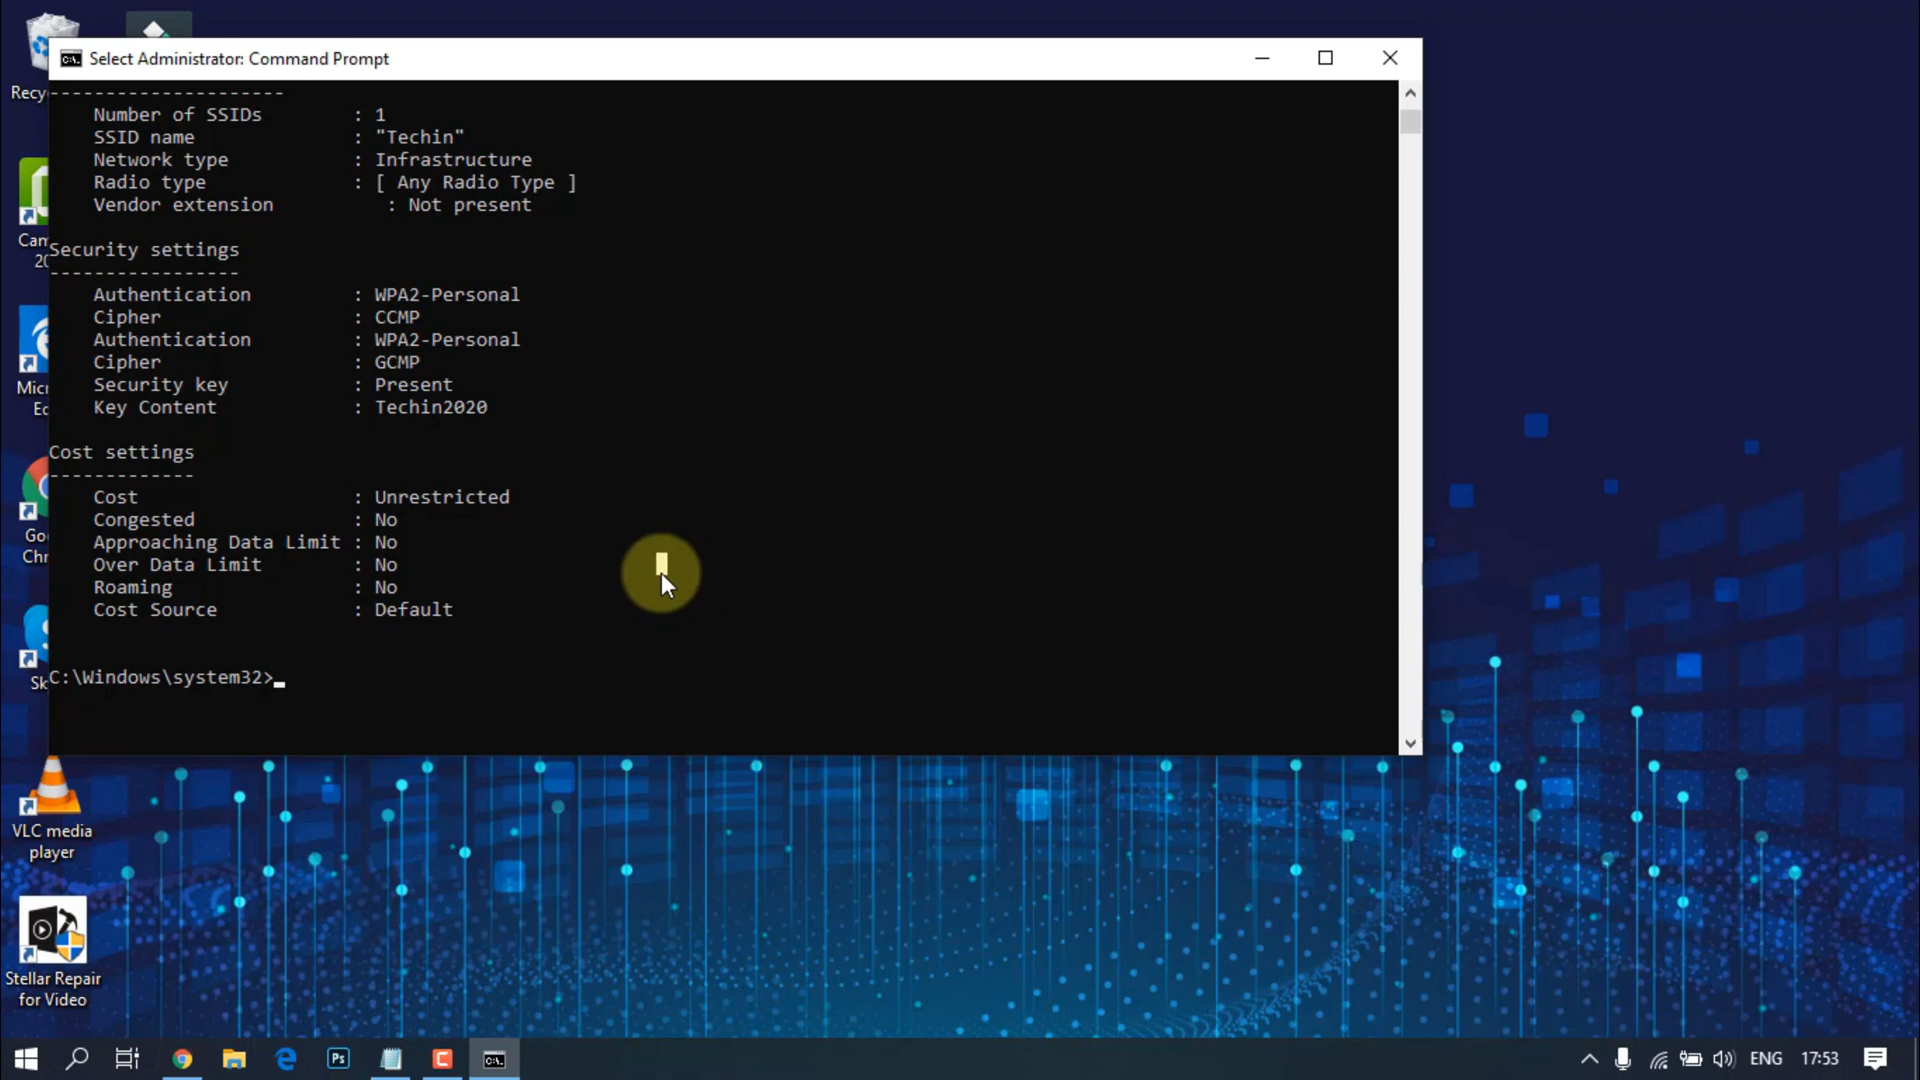 Select Administrator: Command Prompt
---------------------
Number of SSIDs : 1
SSID name : "Techin"
Network type : Infrastructure
Radio type : [ Any Radio Type ]
Vendor extension : Not present
Security settings
-----------------
Authentication : WPA2-Personal
Cipher : CCMP
Authentication : WPA2-Personal
Cipher : GCMP
Security key : Present
Key Content : Techin2020
Cost settings
-------------
Cost : Unrestricted
Congested : No
Approaching Data Limit : No
Over Data Limit : No
Roaming : No
Cost Source : Default
C:\Windows\system32>
Recy
Cam
20
Micr
Ed
Goo
Chr
Sk
VLC media
player
Stellar Repair
for Video
Ps
C
C:\.
ENG
17:53